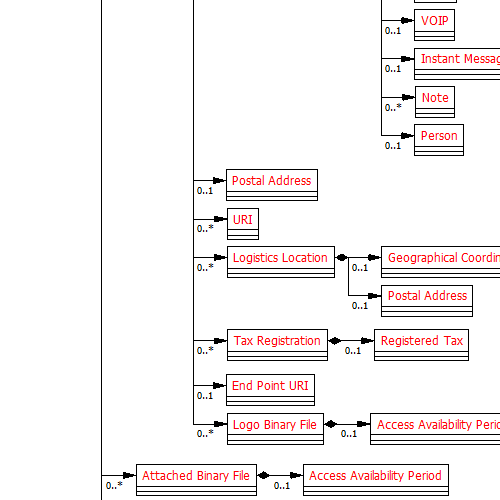 VOIP
0..1
Instant Messag
0..1
Note
0..*
Person
0..1
Postal Address
0..1
URI
0..*
Logistics Location
0..*
Geographical Coordin
0..1
Postal Address
0..1
Tax Registration
0..*
Registered Tax
0..1
End Point URI
0..1
Logo Binary File
0..*
Access Availability Perio
0..1
Attached Binary File
0..*
Access Availability Period
0..1